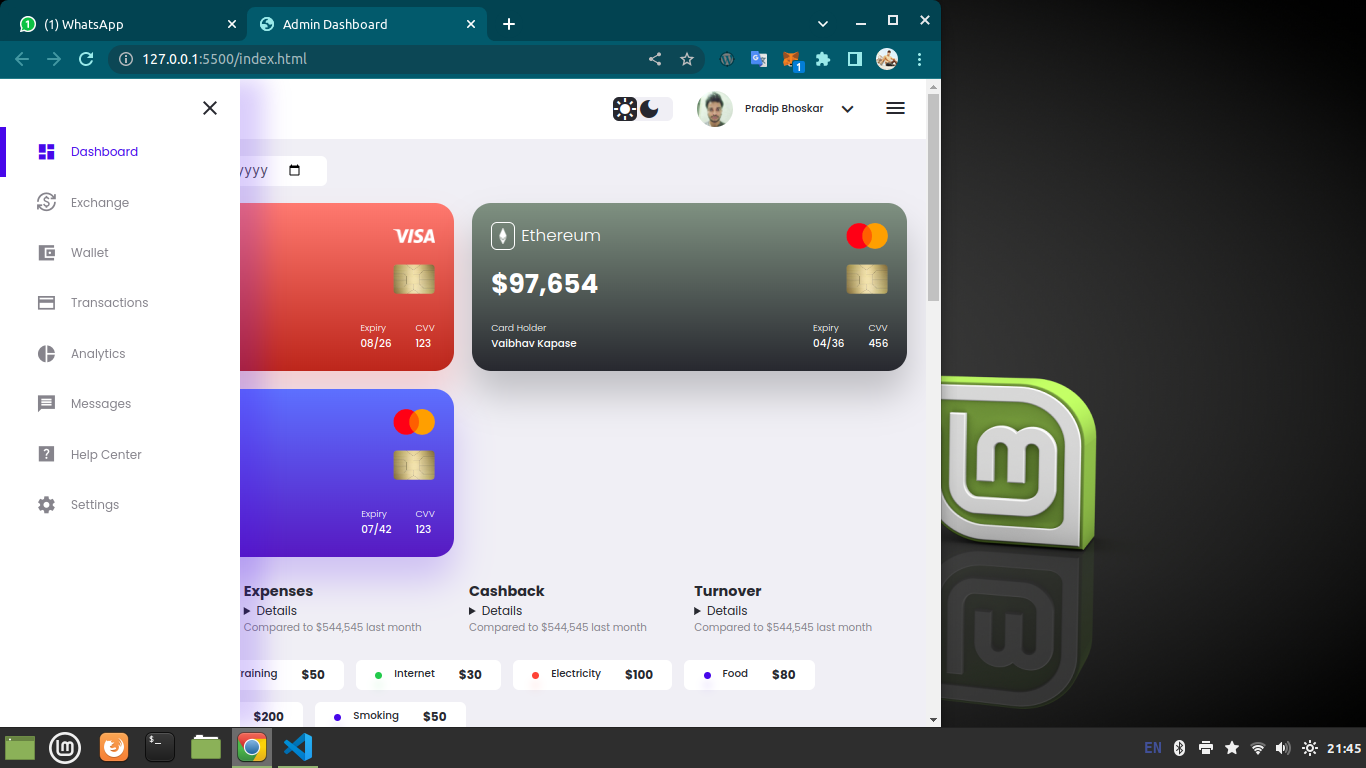 (1) WhatsApp
Admin Dashboard
127.0.0.1:5500/index.html
1
Pradip Bhoskar
Dashboard
Exchange
Wallet
Transactions
Analytics
Messages
Help Center
Settings
yyyy
VISA
Expiry CVV
08/26 123
Ethereum
$97,654
Card Holder Expiry CVV
Vaibhav Kapase 04/36 456
Expiry CVV
07/42 123
Expenses Cashback Turnover
Details Details Details
Compared to $544,545 last month Compared to $544,545 last month Compared to $544,545 last month
raining $50 Internet $30 Electricity $100 Food $80
$200 Smoking $50
EN 21:45